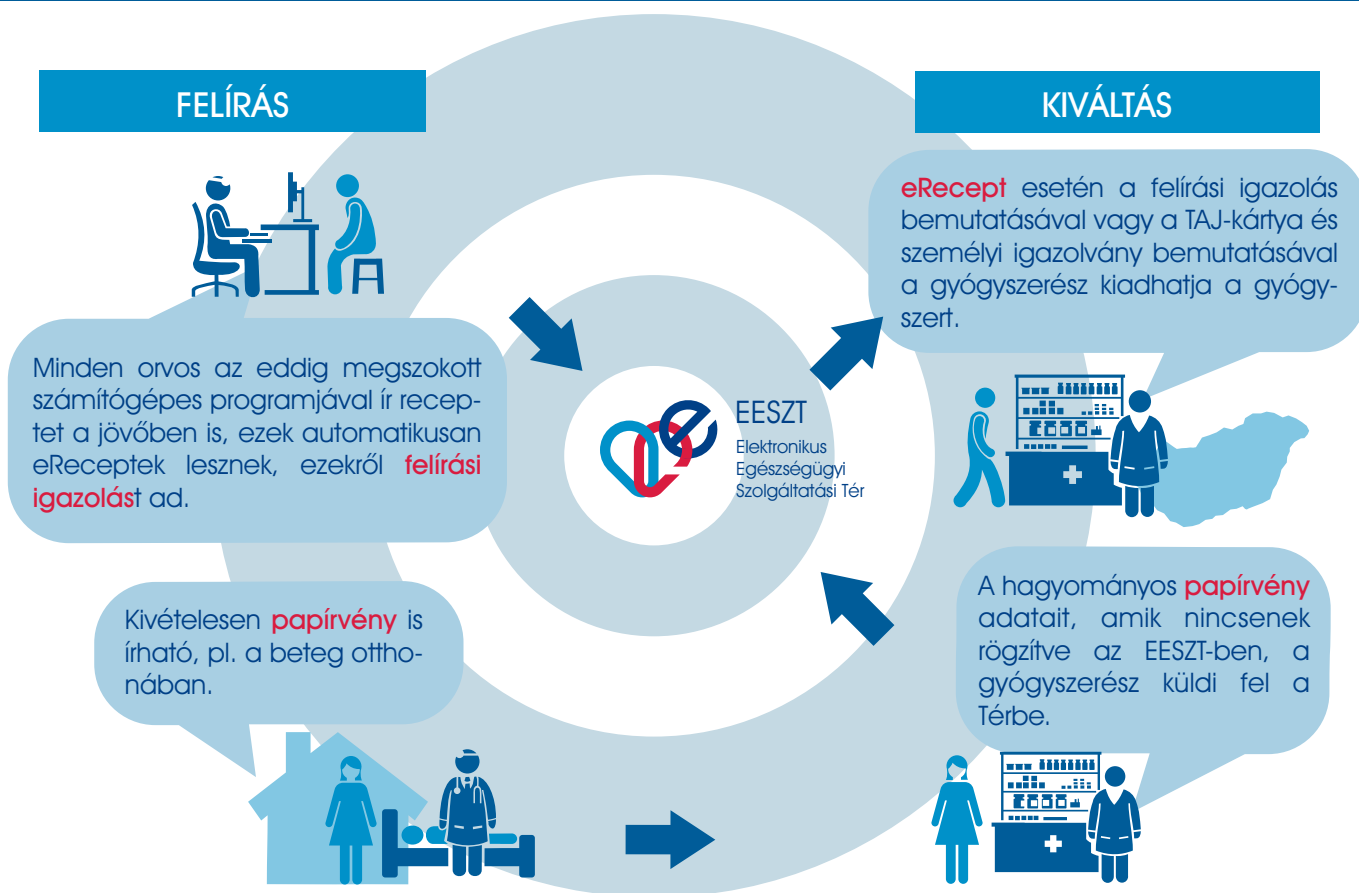 FELÍRÁS
Minden orvos az eddig megszokott
számítógépes programjával ír recep-
tet a jövőben is, ezek automatikusan
eReceptek lesznek, ezekről felírási
igazolást ad.
Kivételesen papírvény is
írható, pl. a beteg ottho-
nában.
EESZT
Elektronikus
Egészségügyi
Szolgáltatási Tér
KIVÁLTÁS
eRecept esetén a felírási igazolás
bemutatásával vagy a TAJ-kártya és
személyi igazolvány bemutatásával
a gyógyszerész kiadhatja a gyógy-
szert.
A hagyományos papírvény
adatait, amik nincsenek
rögzítve az EESZT-ben, a
gyógyszerész küldi fel a
Térbe.